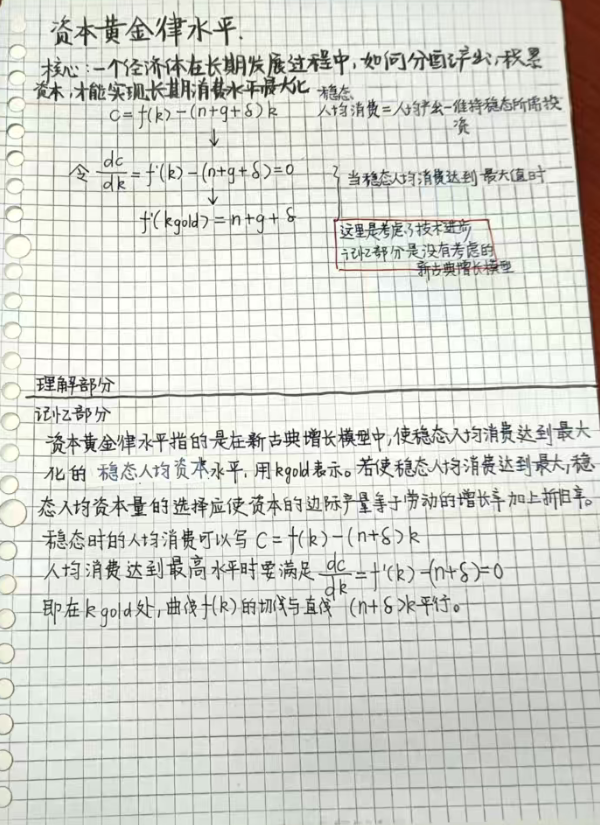 资本黄金律水平.
核心:一个经济体在长期发展过程中,如何分配产出,积累
资本,才能实现长期消费水平最大化
稳态
C=f(k)-(n+g+δ)k
人均消费=人均产出-维持稳态所需投
资
↓
令 dc/dk=f'(k)-(n+g+δ)=0
当稳态人均消费达到最大值时
↓
f'(kgold)=n+g+δ
这里是考虑了技术进步,
记忆部分是没有考虑的
新古典增长模型
理解部分
记忆部分
资本黄金律水平指的是在新古典增长模型中,使稳态人均消费达到最大
化的 稳态人均资本水平,用kgold表示。若使稳态人均消费达到最大,稳
态人均资本量的选择应使资本的边际产量等于劳动的增长率加上折旧率。
稳态时的人均消费可以写 C=f(k)-(n+δ)k
人均消费达到最高水平时要满足 dc/dk=f'(k)-(n+δ)=0
即在kgold处,曲线f(k)的切线与直线 (n+δ)k平行。